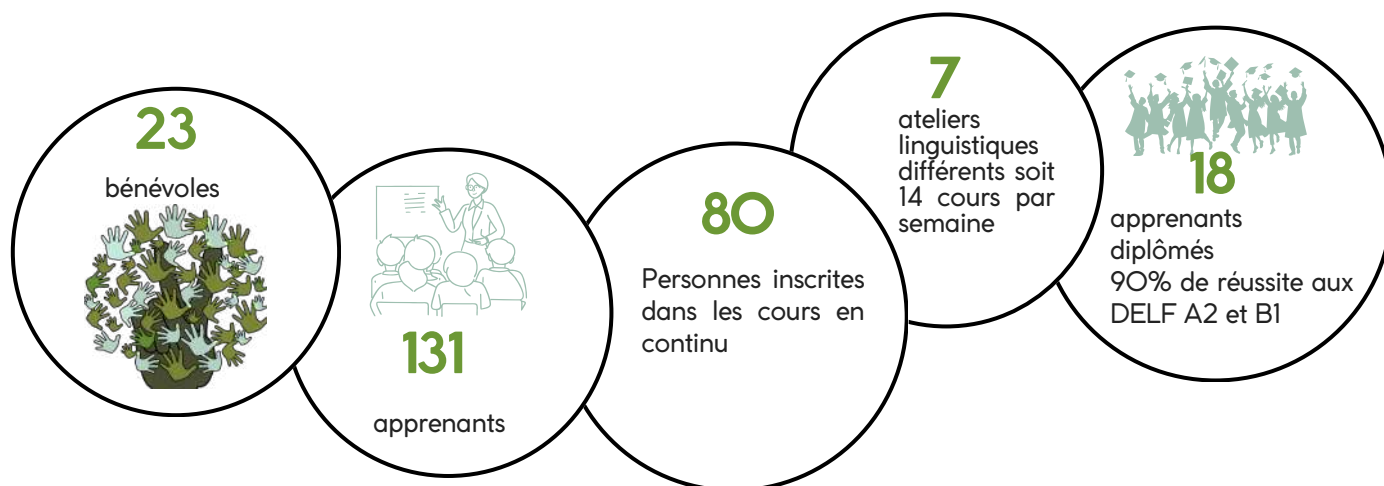 23
bénévoles
131
apprenants
80
Personnes inscrites
dans les cours en
continu
7
ateliers
linguistiques
différents soit
14 cours par
semaine
18
apprenants
diplômés
90% de réussite aux
DELF A2 et B1